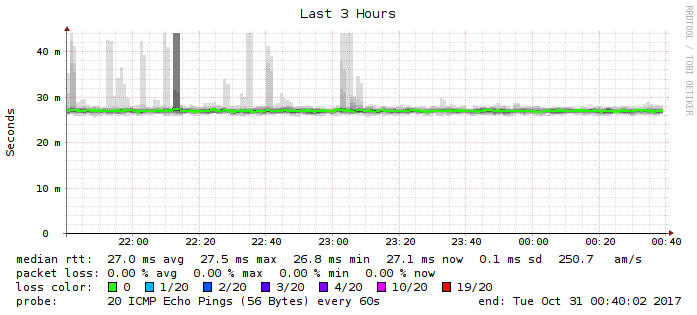 Last 3 Hours
RRDTOOL / TOBI OETIKER
Seconds
40 m
30 m
20 m
10 m
0
22:00 22:20 22:40 23:00 23:20 23:40 00:00 00:20 00:40
median rtt: 27.0 ms avg 27.5 ms max 26.8 ms min 27.1 ms now 0.1 ms sd 250.7 am/s
packet loss: 0.00 % avg 0.00 % max 0.00 % min 0.00 % now
loss color: 0 1/20 2/20 3/20 4/20 10/20 19/20
probe: 20 ICMP Echo Pings (56 Bytes) every 60s end: Tue Oct 31 00:40:02 2017